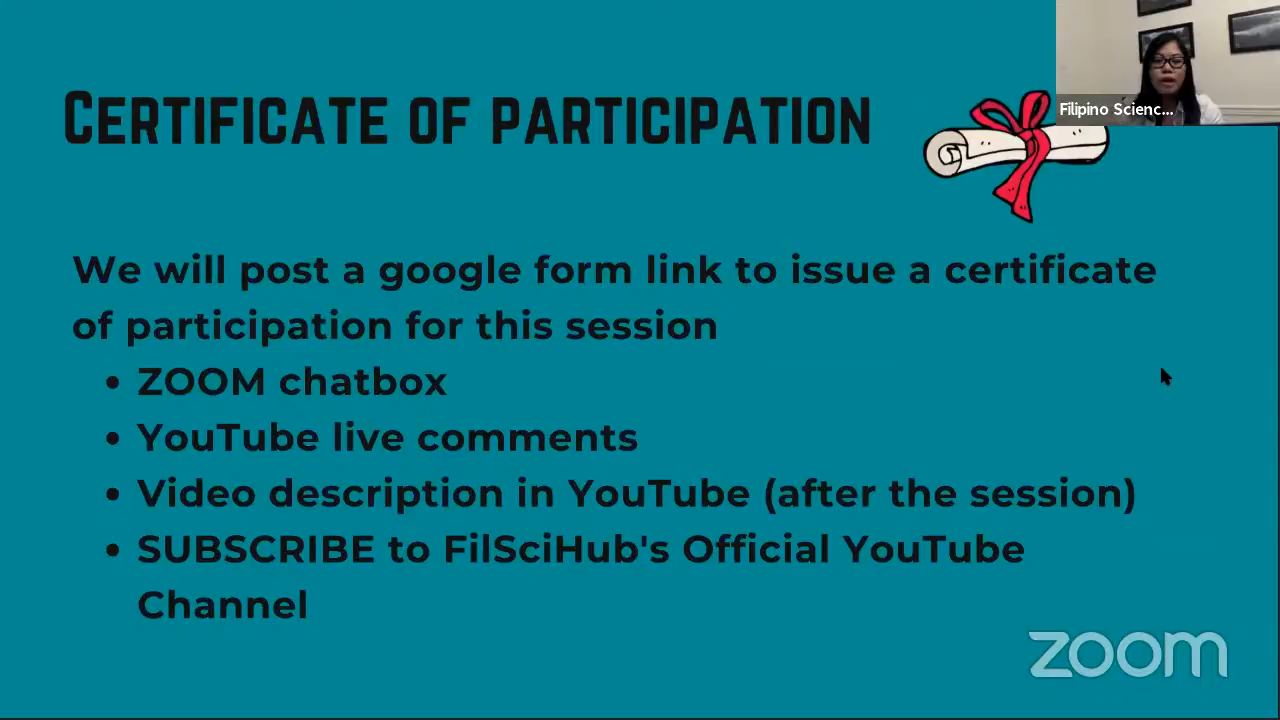 CERTIFICATE OF PARTICIPATION
Filipino Scienc...
We will post a google form link to issue a certificate
of participation for this session
• ZOOM chatbox
• YouTube live comments
• Video description in YouTube (after the session)
• SUBSCRIBE to FilSciHub's Official YouTube
Channel
zoom